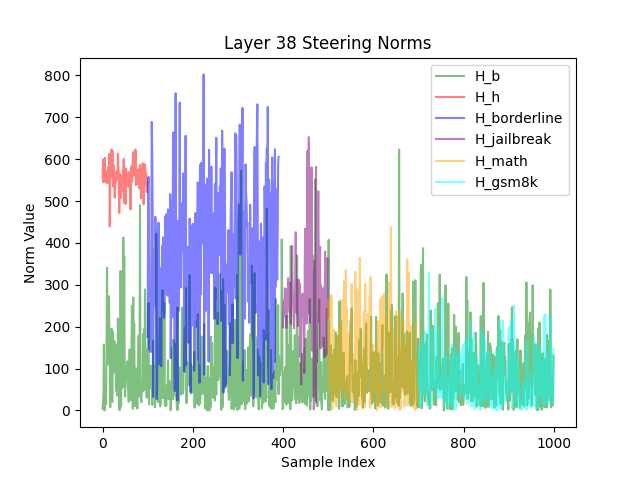 Layer 38 Steering Norms
Norm Value
800
700
600
500
400
300
200
100
0
H_b
H_h
H_borderline
H_jailbreak
H_math
H_gsm8k
0
200
400
600
800
1000
Sample Index